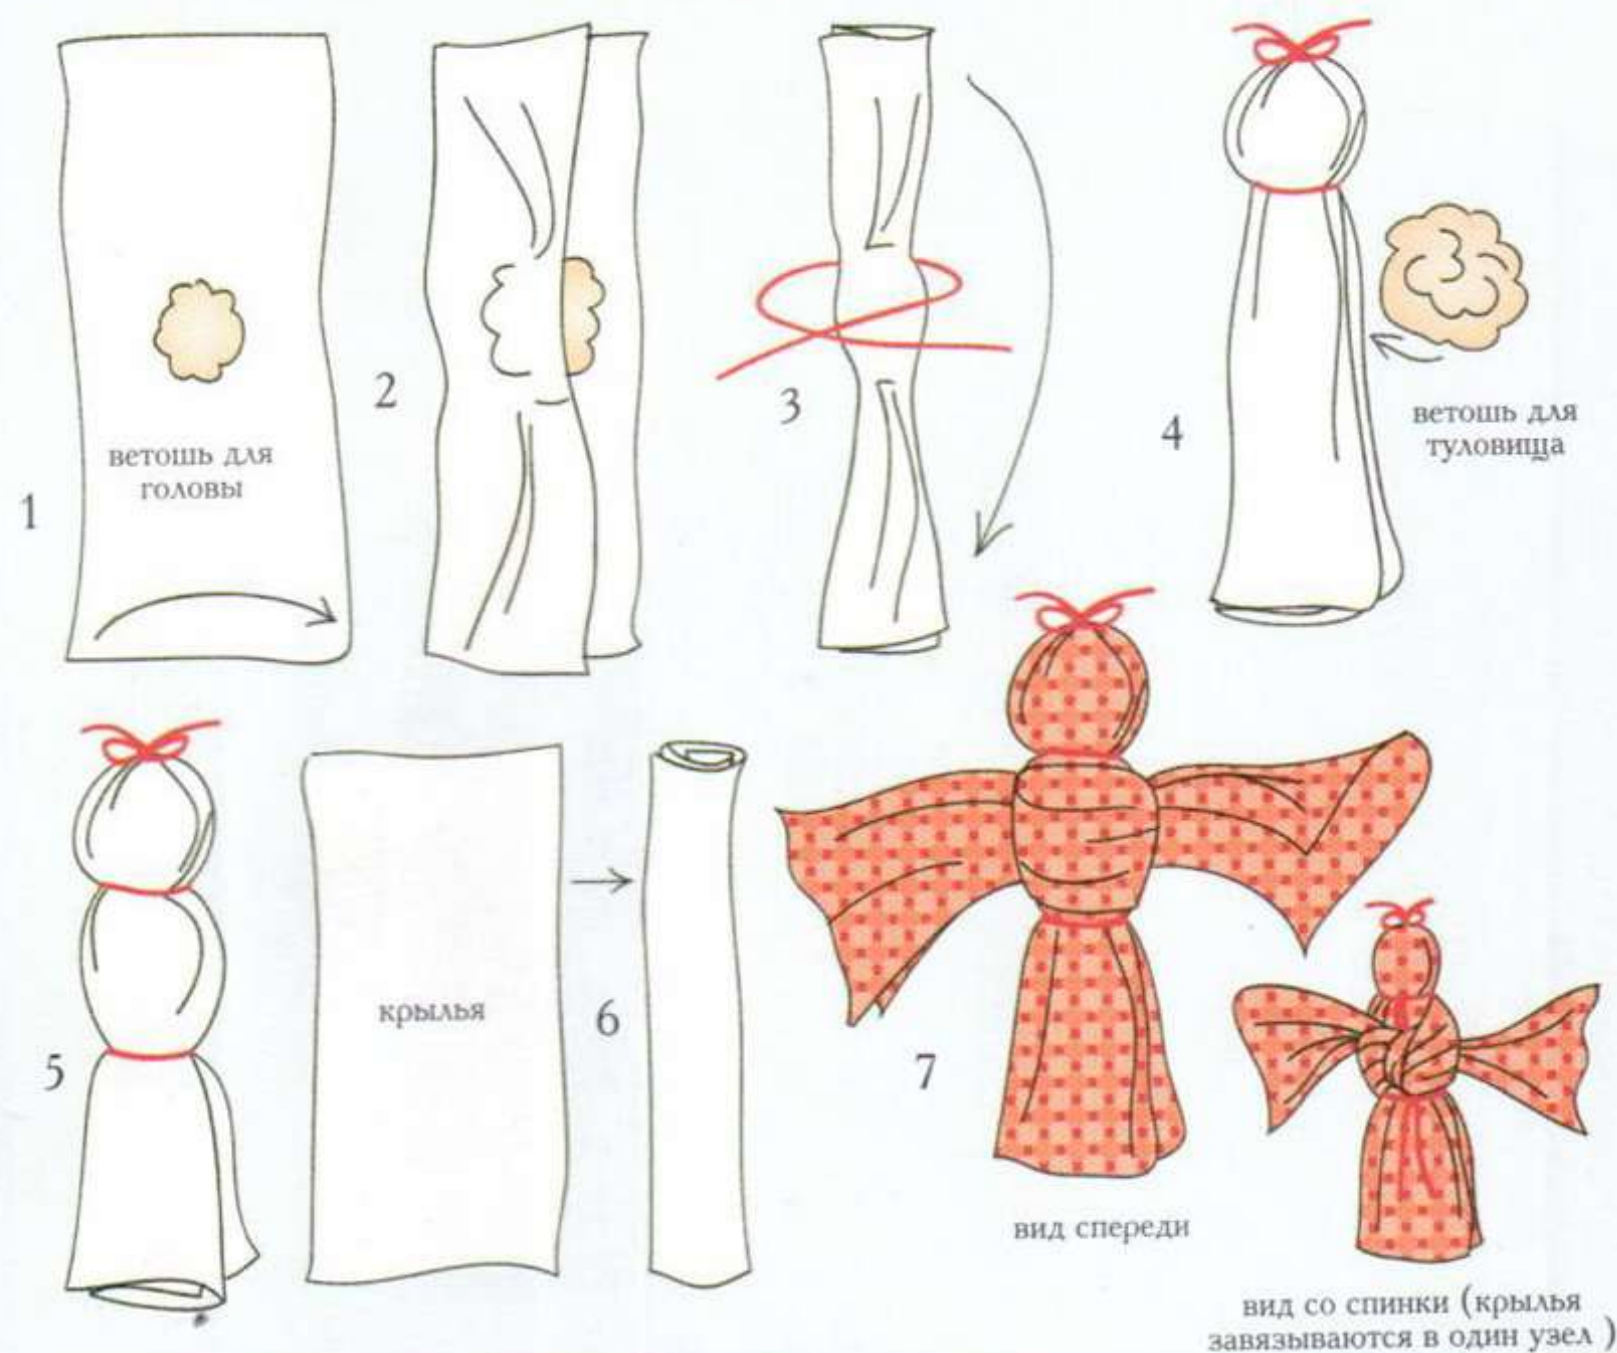 1
ветошь для
головы
2
3
4
ветошь для
туловища
5
крылья
6
7
вид спереди
вид со спинки (крылья
завязываются в один узел )